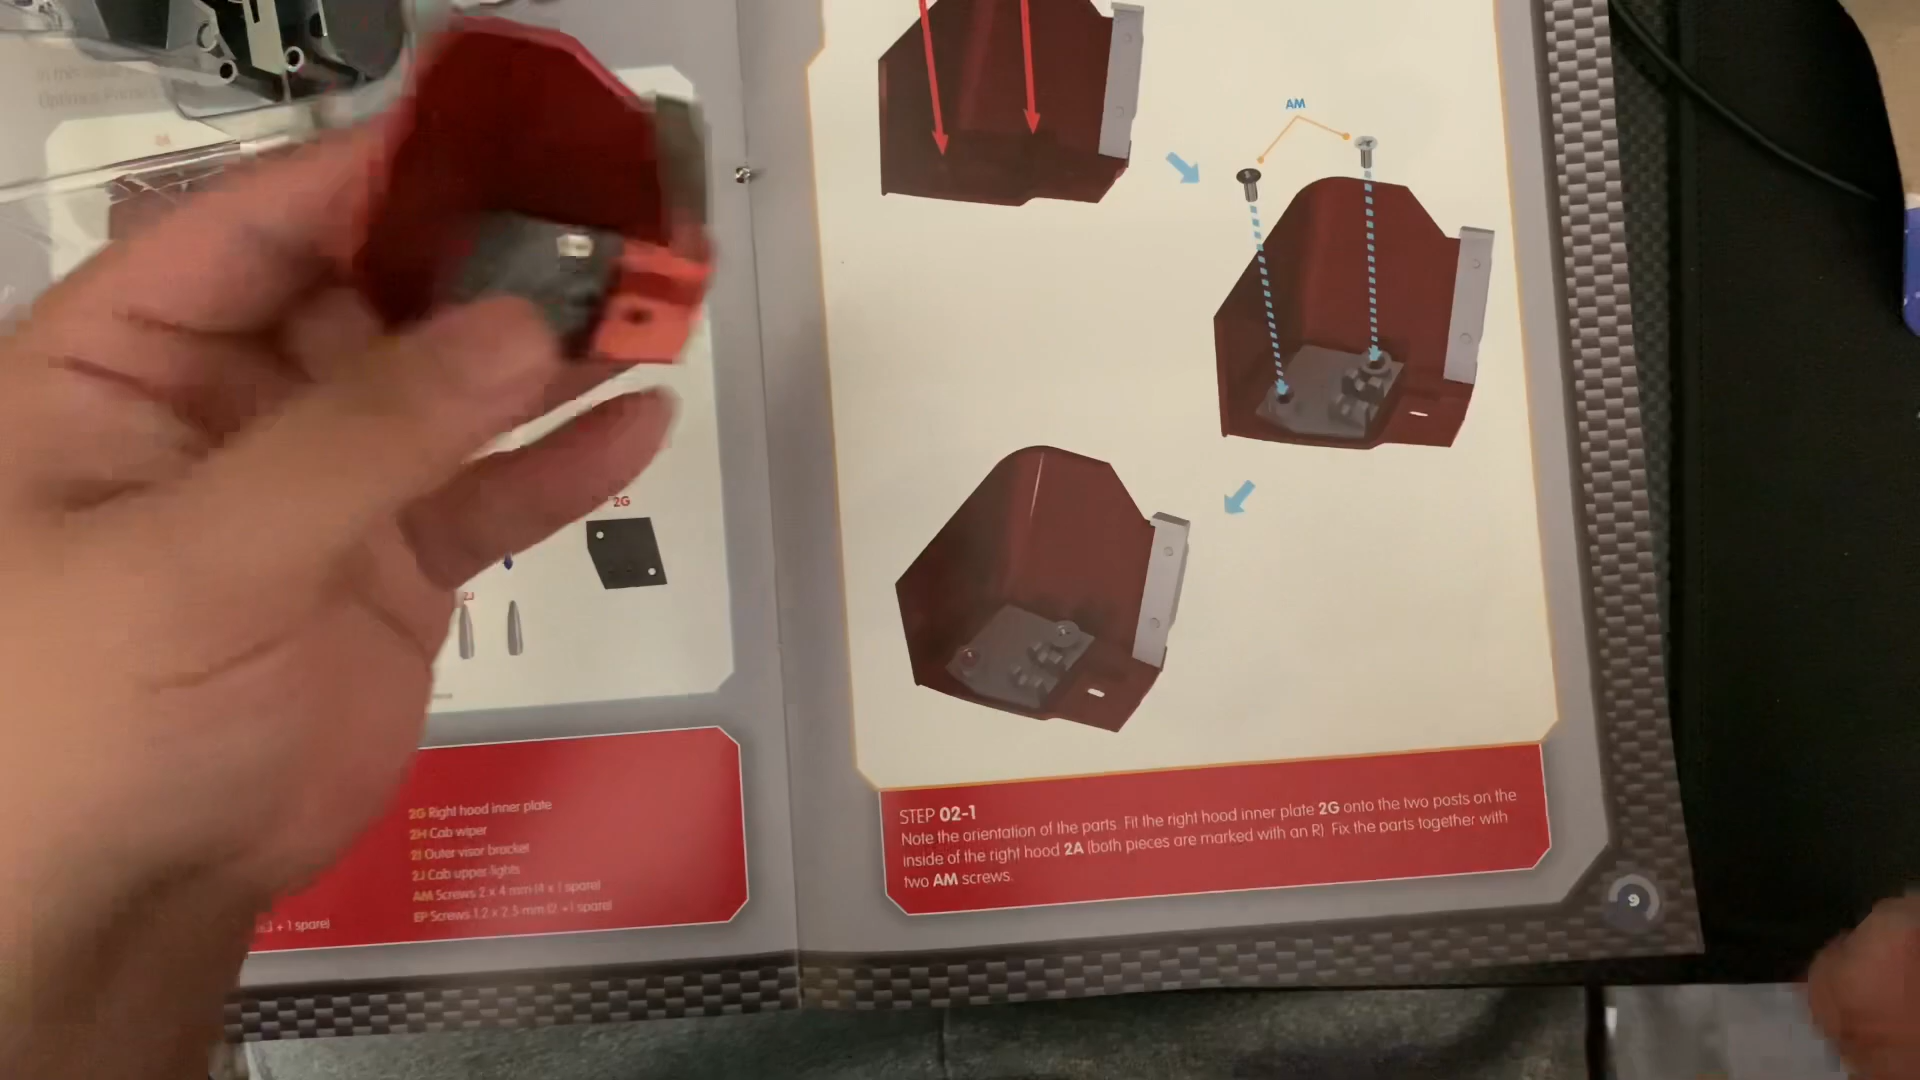 2G
2J
2G Right hood inner plate
2H Cab wiper
2I Outer visor bracket
2J Cab upper lights
AM Screws 2 x 4 mm (4 + 1 spare)
EP Screws 1.2 x 2.5 mm (2 +1 spare)
+ 1 spare)
AM
STEP 02-1
Note the orientation of the parts. Fit the right hood inner plate 2G onto the two posts on the
inside of the right hood 2A (both pieces are marked with an R). Fix the parts together with
two AM screws.
9